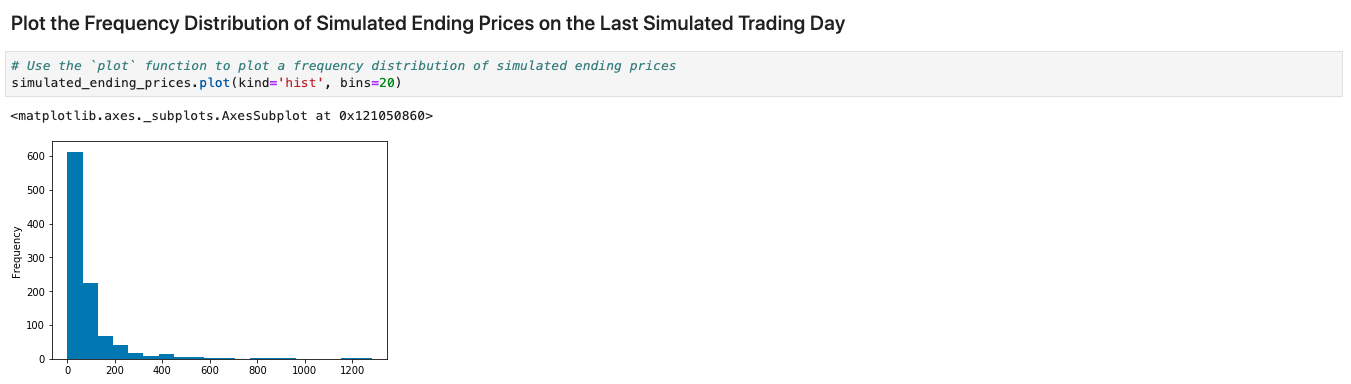 Plot the Frequency Distribution of Simulated Ending Prices on the Last Simulated Trading Day
# Use the `plot` function to plot a frequency distribution of simulated ending prices
simulated_ending_prices.plot(kind='hist', bins=20)
<matplotlib.axes._subplots.AxesSubplot at 0x121050860>
600
500
400
300
200
100
0
Frequency
0 200 400 600 800 1000 1200